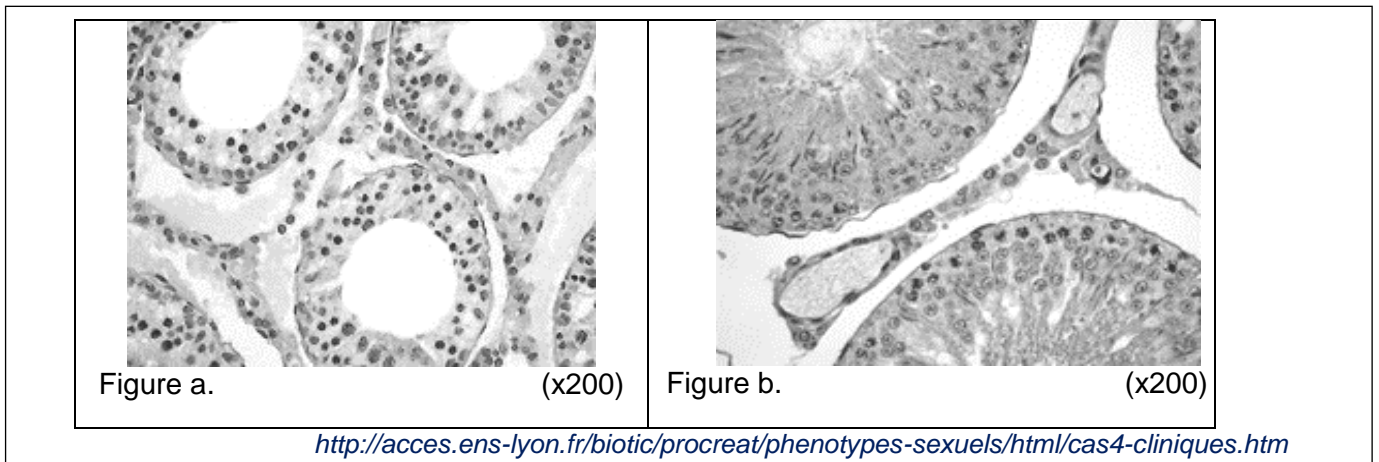 Figure a. (x200)
Figure b. (x200)
http://acces.ens-lyon.fr/biotic/procreat/phenotypes-sexuels/html/cas4-cliniques.htm